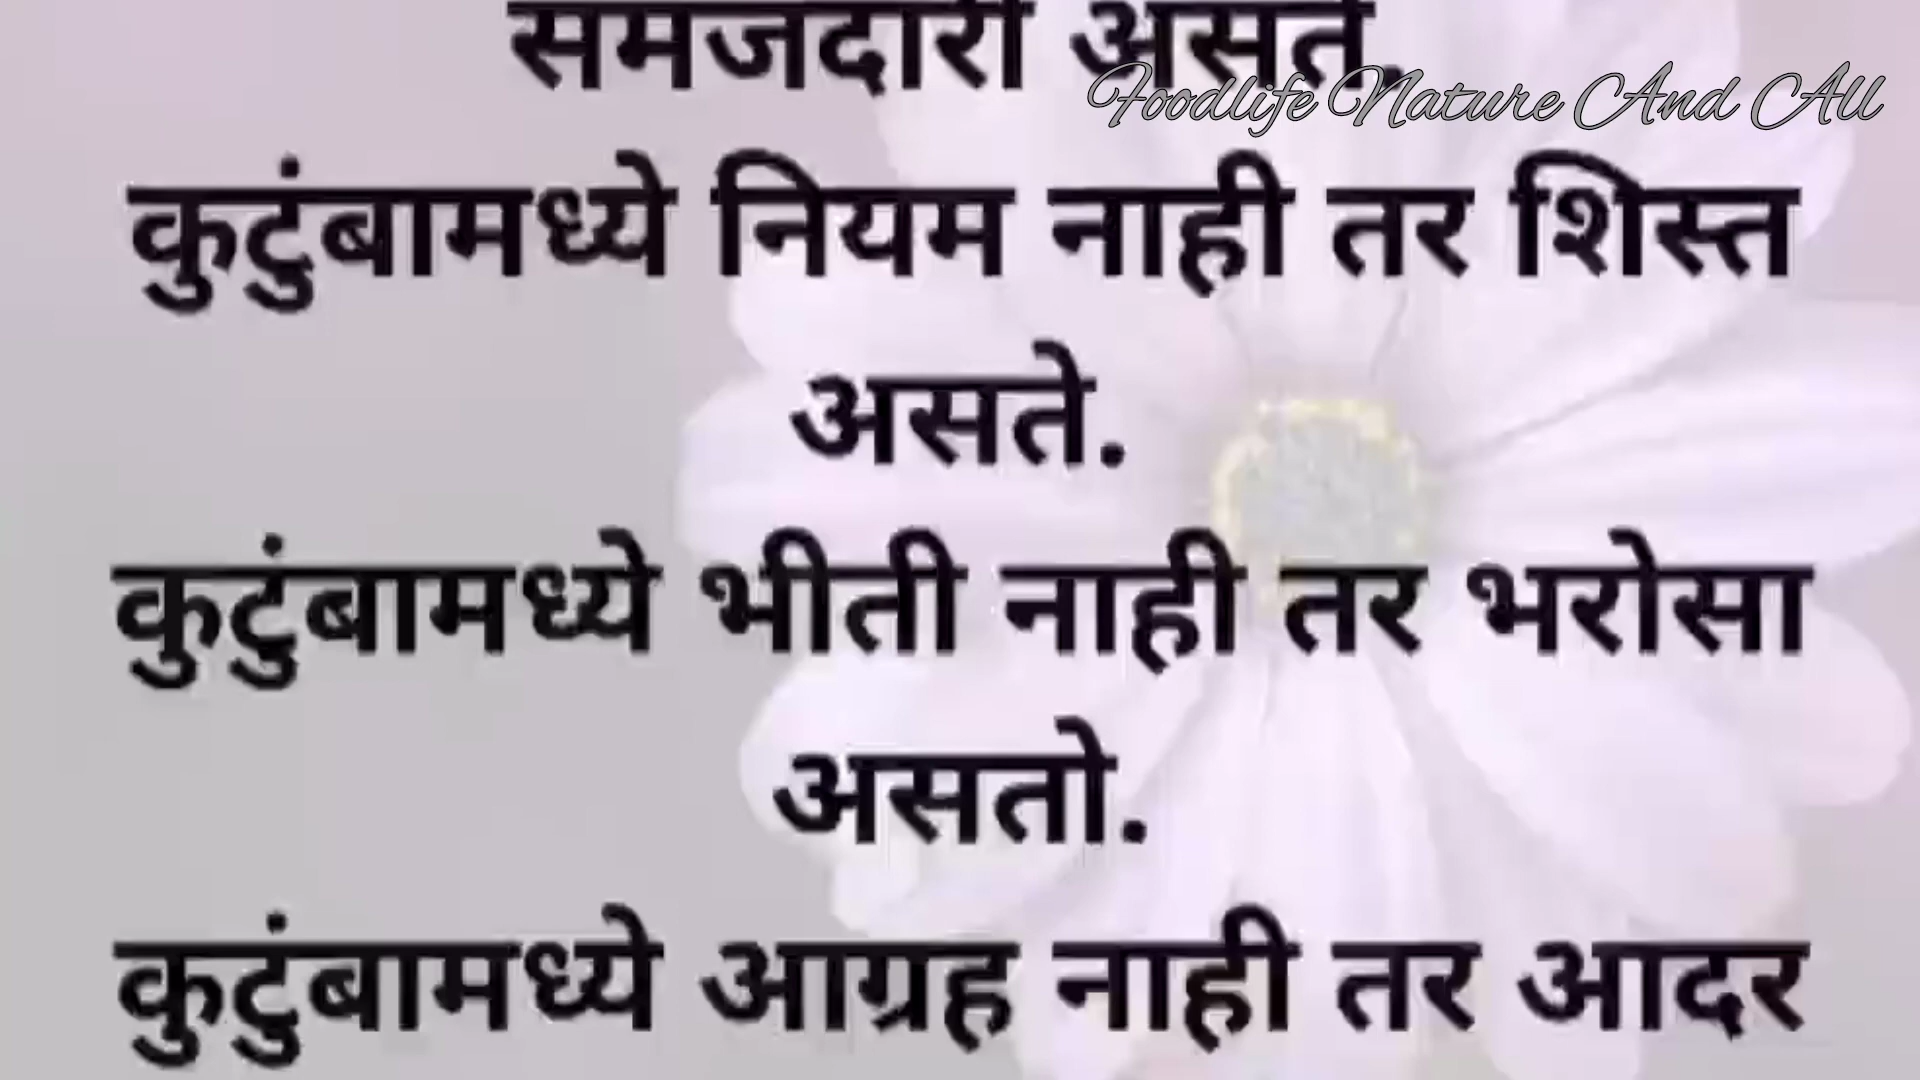 समजदारी असते.
Foodlife Nature And All
कुटुंबामध्ये नियम नाही तर शिस्त
असते.
कुटुंबामध्ये भीती नाही तर भरोसा
असतो.
कुटुंबामध्ये आग्रह नाही तर आदर